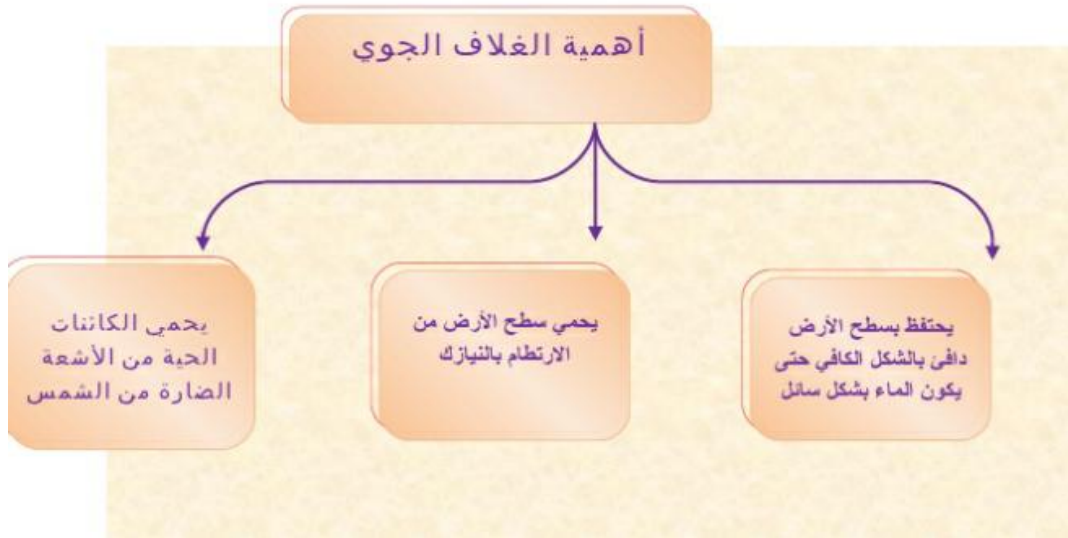 أهمية الغلاف الجوي
يحتفظ بسطح الأرض
دافئ بالشكل الكافي حتى
يكون الماء بشكل سائل
يحمي سطح الأرض من
الارتطام بالنيازك
يحمي الكائنات
الحية من الأشعة
الضارة من الشمس